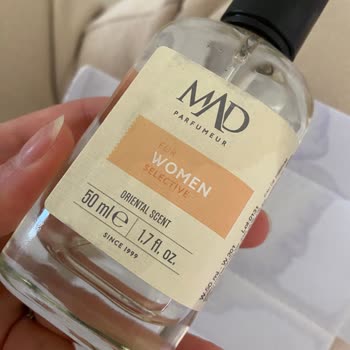 MAD
PARFUMEUR
FOR
WOMEN
SELECTIVE
ORIENTAL SCENT
50 ml e 1.7 fl. oz.
SINCE 1999